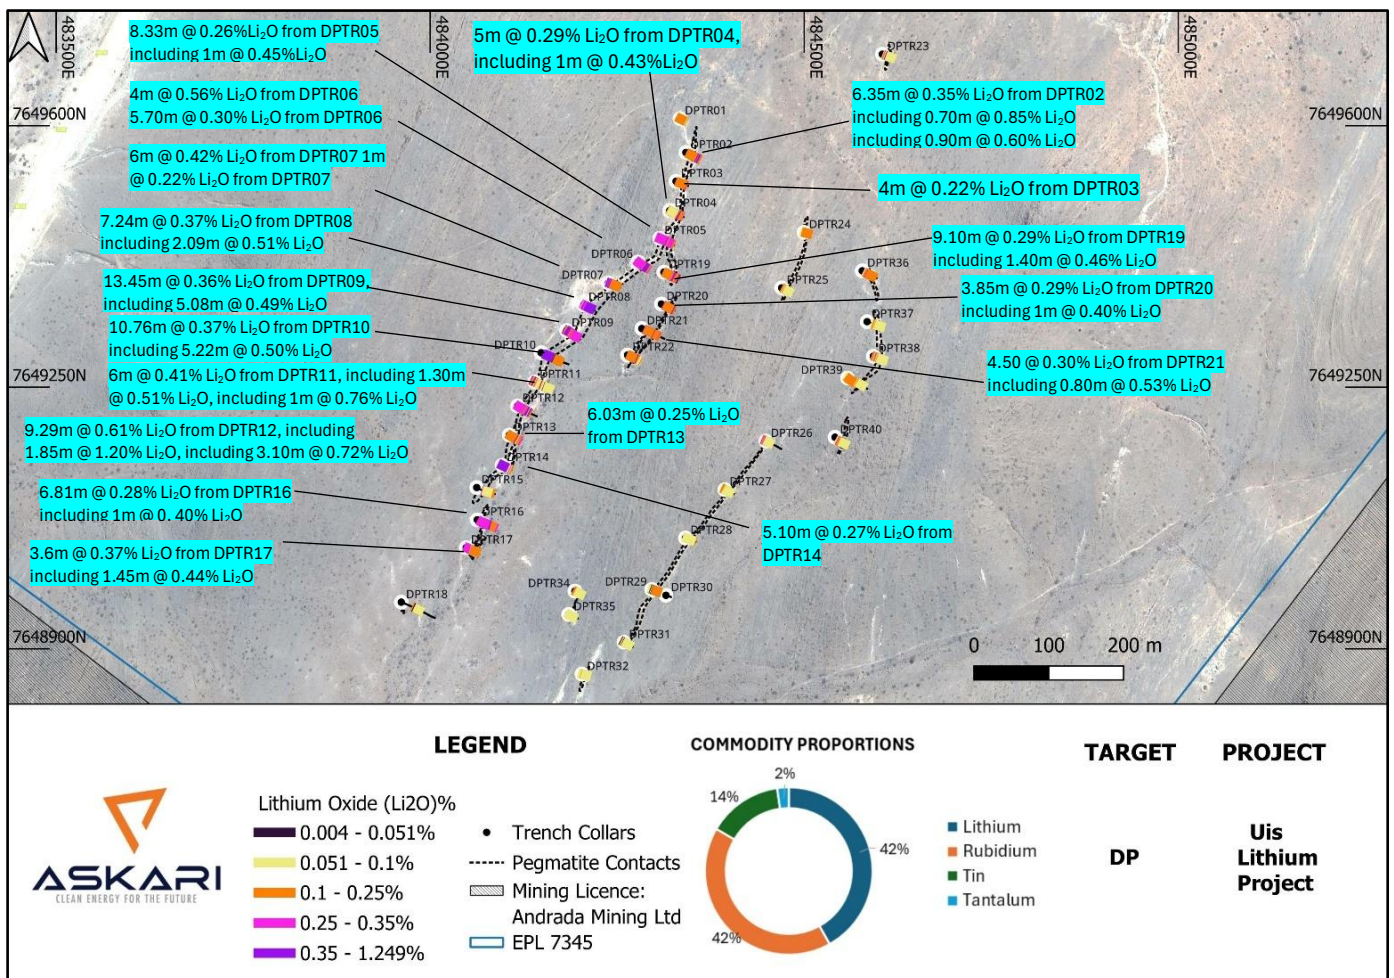 483500E
484000E
484500E
485000E
7649600N
7649600N
7649250N
7649250N
7648900N
7648900N
8.33m @ 0.26%Li₂O from DPTR05
including 1m @ 0.45%Li₂O
5m @ 0.29% Li₂O from DPTR04,
including 1m @ 0.43%Li₂O
4m @ 0.56% Li₂O from DPTR06
5.70m @ 0.30% Li₂O from DPTR06
6.35m @ 0.35% Li₂O from DPTR02
including 0.70m @ 0.85% Li₂O
including 0.90m @ 0.60% Li₂O
6m @ 0.42% Li₂O from DPTR07 1m
@ 0.22% Li₂O from DPTR07
4m @ 0.22% Li₂O from DPTR03
7.24m @ 0.37% Li₂O from DPTR08
including 2.09m @ 0.51% Li₂O
9.10m @ 0.29% Li₂O from DPTR19
including 1.40m @ 0.46% Li₂O
13.45m @ 0.36% Li₂O from DPTR09,
including 5.08m @ 0.49% Li₂O
3.85m @ 0.29% Li₂O from DPTR20
including 1m @ 0.40% Li₂O
10.76m @ 0.37% Li₂O from DPTR10
including 5.22m @ 0.50% Li₂O
4.50 @ 0.30% Li₂O from DPTR21
including 0.80m @ 0.53% Li₂O
6m @ 0.41% Li₂O from DPTR11, including 1.30m
@ 0.51% Li₂O, including 1m @ 0.76% Li₂O
6.03m @ 0.25% Li₂O
from DPTR13
9.29m @ 0.61% Li₂O from DPTR12, including
1.85m @ 1.20% Li₂O, including 3.10m @ 0.72% Li₂O
6.81m @ 0.28% Li₂O from DPTR16
including 1m @ 0.40% Li₂O
5.10m @ 0.27% Li₂O from
DPTR14
3.6m @ 0.37% Li₂O from DPTR17
including 1.45m @ 0.44% Li₂O
DPTR01
DPTR02
DPTR03
DPTR04
DPTR05
DPTR06
DPTR07
DPTR08
DPTR09
DPTR10
DPTR11
DPTR12
DPTR13
DPTR14
DPTR15
DPTR16
DPTR17
DPTR18
DPTR19
DPTR20
DPTR21
DPTR22
DPTR23
DPTR24
DPTR25
DPTR26
DPTR27
DPTR28
DPTR29
DPTR30
DPTR31
DPTR32
DPTR34
DPTR35
DPTR36
DPTR37
DPTR38
DPTR39
DPTR40
0 100 200 m
ASKARI
CLEAN ENERGY FOR THE FUTURE
LEGEND
Lithium Oxide (Li2O)%
0.004 - 0.051%
0.051 - 0.1%
0.1 - 0.25%
0.25 - 0.35%
0.35 - 1.249%
Trench Collars
Pegmatite Contacts
Mining Licence:
Andrada Mining Ltd
EPL 7345
COMMODITY PROPORTIONS
2%
14%
42%
42%
Lithium
Rubidium
Tin
Tantalum
TARGET
DP
PROJECT
Uis
Lithium
Project